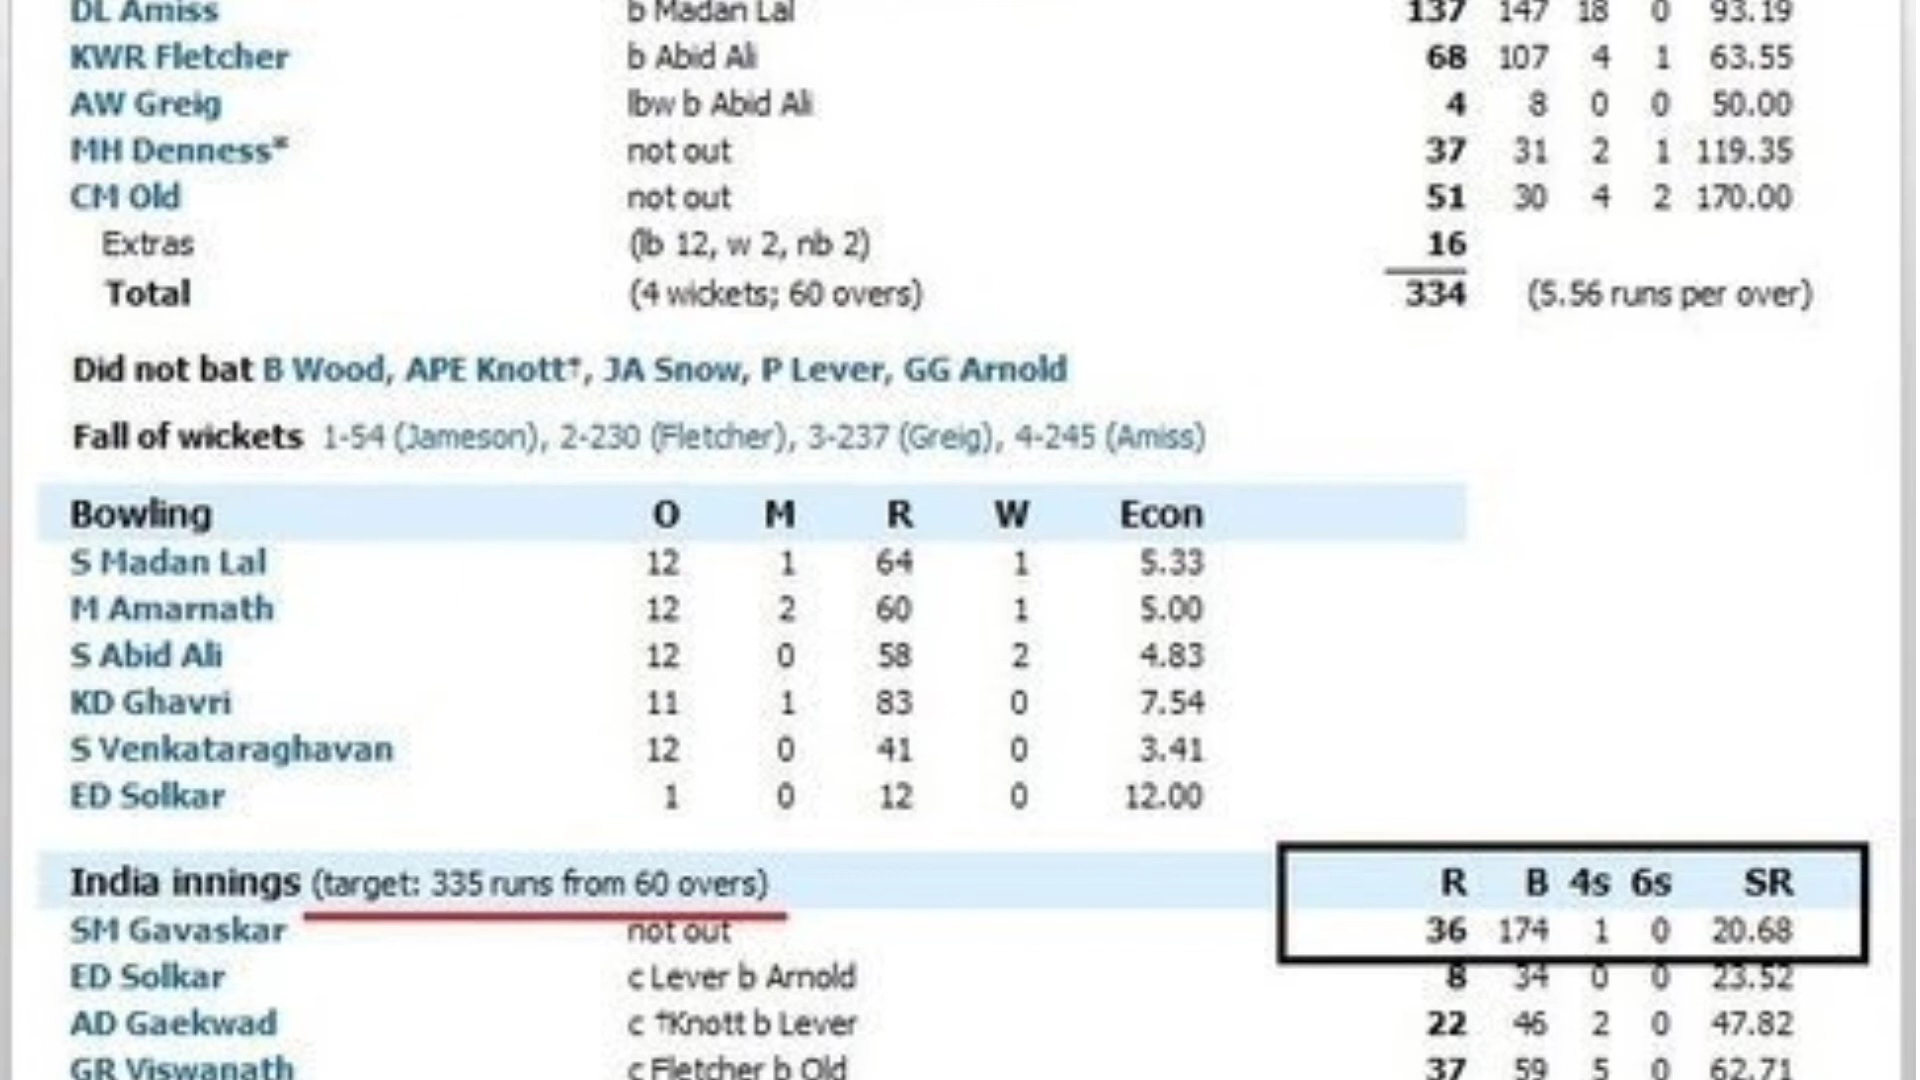 DL Amiss b Madan Lal 137 147 18 0 93.19
KWR Fletcher b Abid Ali 68 107 4 1 63.55
AW Greig lbw b Abid Ali 4 8 0 0 50.00
MH Denness* not out 37 31 2 1 119.35
CM Old not out 51 30 4 2 170.00
Extras (lb 12, w 2, nb 2) 16
Total (4 wickets; 60 overs) 334 (5.56 runs per over)
Did not bat B Wood, APE Knott†, JA Snow, P Lever, GG Arnold
Fall of wickets 1-54 (Jameson), 2-230 (Fletcher), 3-237 (Greig), 4-245 (Amiss)
Bowling O M R W Econ
S Madan Lal 12 1 64 1 5.33
M Amarnath 12 2 60 1 5.00
S Abid Ali 12 0 58 2 4.83
KD Ghavri 11 1 83 0 7.54
S Venkataraghavan 12 0 41 0 3.41
ED Solkar 1 0 12 0 12.00
India innings (target: 335 runs from 60 overs) R B 4s 6s SR
SM Gavaskar not out 36 174 1 0 20.68
ED Solkar c Lever b Arnold 8 34 0 0 23.52
AD Gaekwad c †Knott b Lever 22 46 2 0 47.82
GR Viswanath c Fletcher b Old 37 59 5 0 62.71